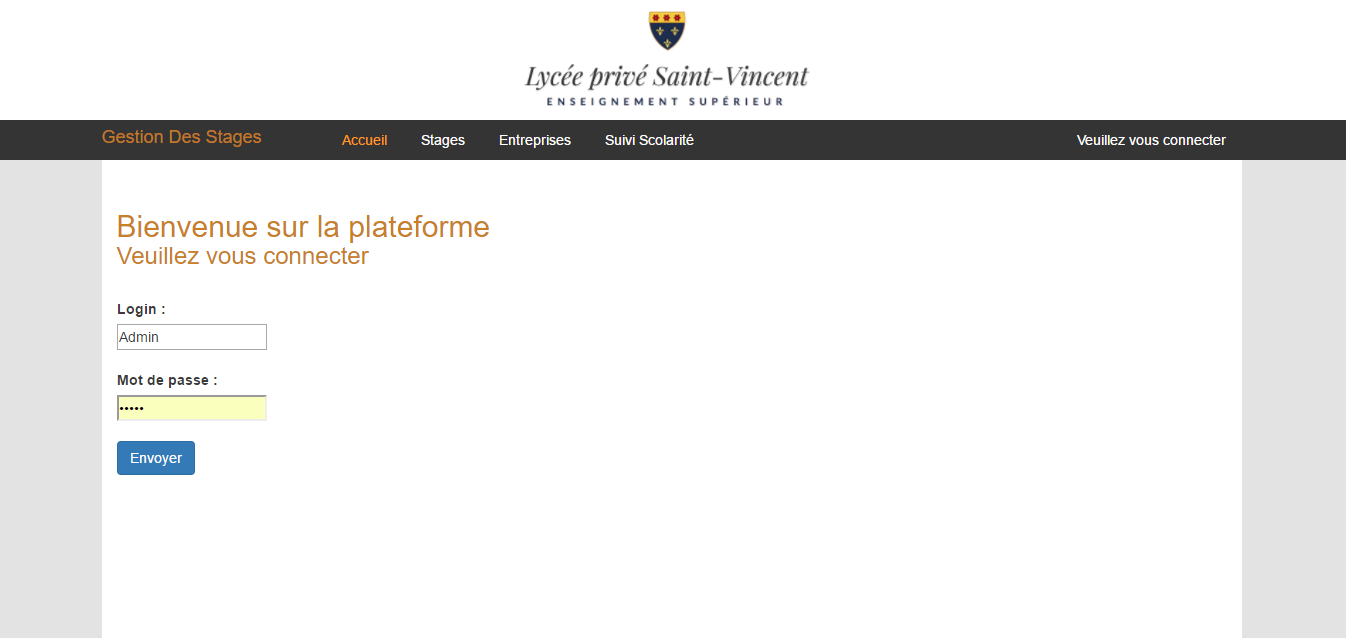 Lycée privé Saint-Vincent
ENSEIGNEMENT SUPÉRIEUR
Gestion Des Stages Accueil Stages Entreprises Suivi Scolarité Veuillez vous connecter
Bienvenue sur la plateforme
Veuillez vous connecter
Login :
Admin
Mot de passe :
•••••
Envoyer